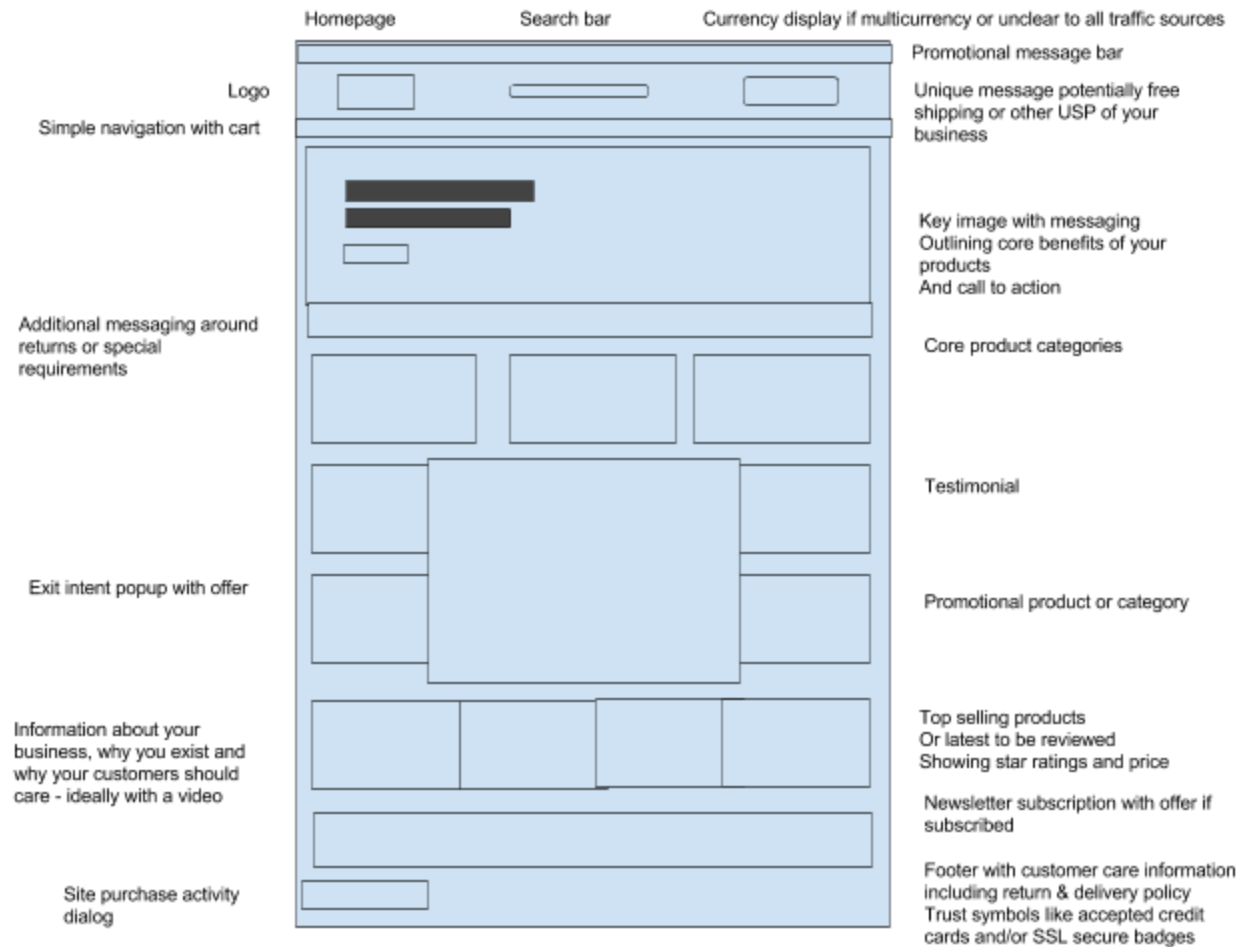 Homepage
Search bar
Currency display if multicurrency or unclear to all traffic sources
Promotional message bar
Logo
Unique message potentially free
shipping or other USP of your
business
Simple navigation with cart
Key image with messaging
Outlining core benefits of your
products
And call to action
Additional messaging around
returns or special
requirements
Core product categories
Testimonial
Exit intent popup with offer
Promotional product or category
Information about your
business, why you exist and
why your customers should
care - ideally with a video
Top selling products
Or latest to be reviewed
Showing star ratings and price
Newsletter subscription with offer if
subscribed
Site purchase activity
dialog
Footer with customer care information
including return & delivery policy
Trust symbols like accepted credit
cards and/or SSL secure badges